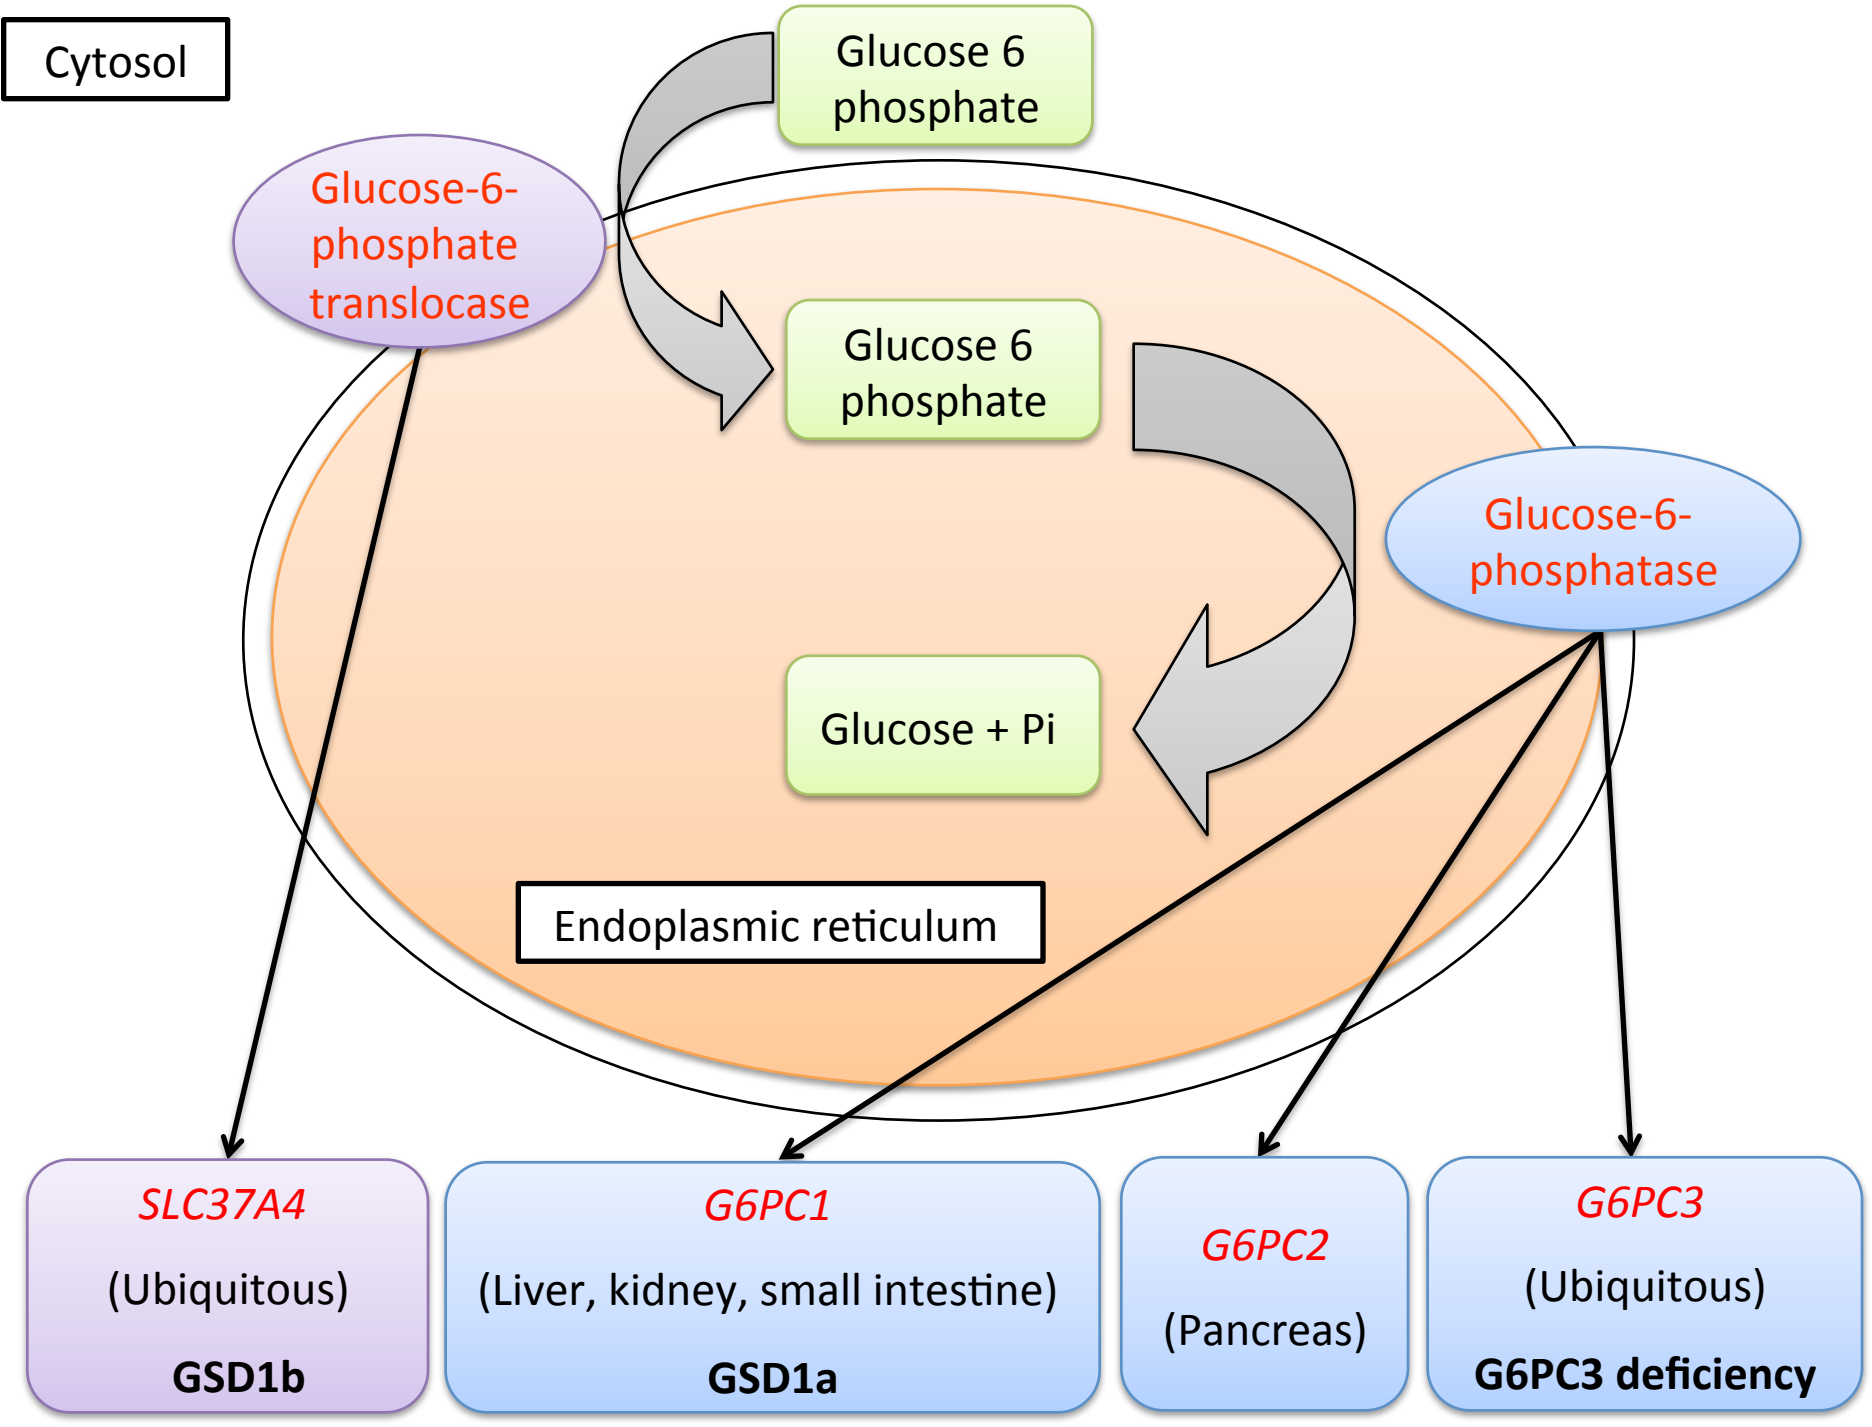 Cytosol
Glucose 6
phosphate
Glucose-6-
phosphate
translocase
Glucose 6
phosphate
Glucose-6-
phosphatase
Glucose + Pi
Endoplasmic reticulum
SLC37A4
(Ubiquitous)
GSD1b
G6PC1
(Liver, kidney, small intestine)
GSD1a
G6PC2
(Pancreas)
G6PC3
(Ubiquitous)
G6PC3 deficiency